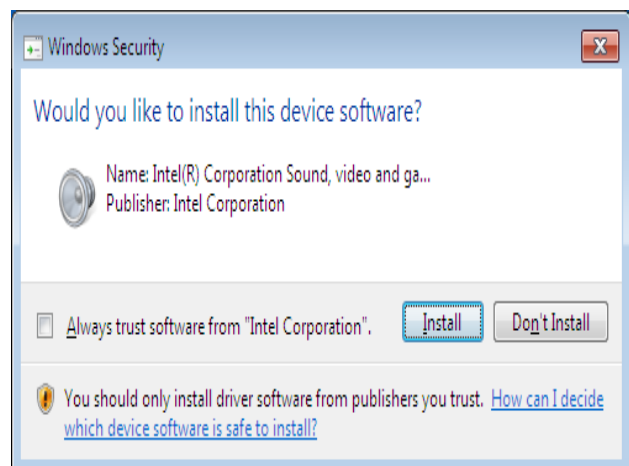 Windows Security
Would you like to install this device software?
Name: Intel(R) Corporation Sound, video and ga...
Publisher: Intel Corporation
Always trust software from "Intel Corporation".
Install
Don't Install
You should only install driver software from publishers you trust. How can I decide
which device software is safe to install?